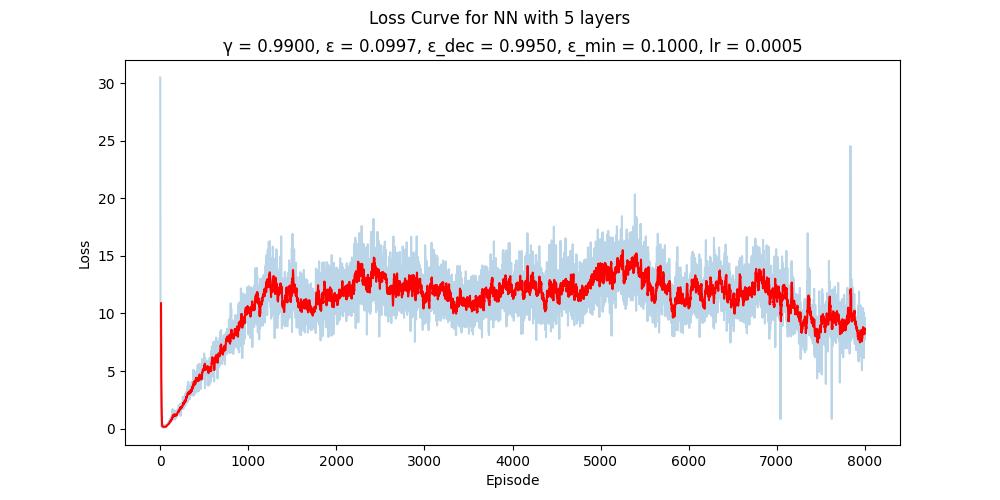 Loss Curve for NN with 5 layers
γ = 0.9900, ε = 0.0997, ε_dec = 0.9950, ε_min = 0.1000, lr = 0.0005
30
25
20
15
10
5
0
Loss
0 1000 2000 3000 4000 5000 6000 7000 8000
Episode